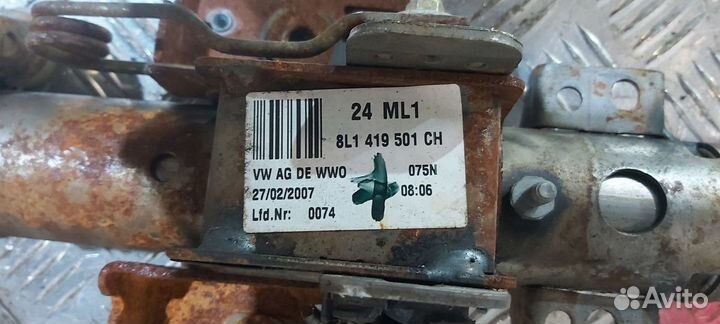 24 ML1
8L1 419 501 CH
VW AG DE WWO 075N
27/02/2007 08:06
Lfd.Nr: 0074
Avito